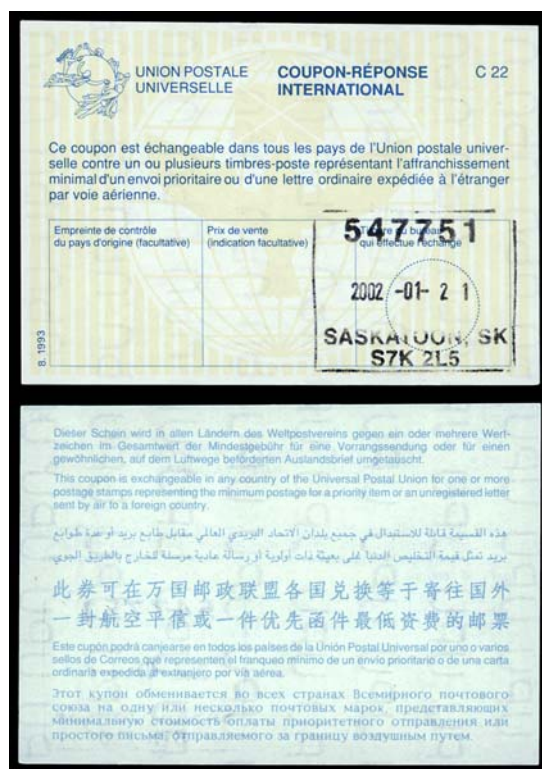 UNION POSTALE
UNIVERSELLE
COUPON-RÉPONSE
INTERNATIONAL
C 22
Ce coupon est échangeable dans tous les pays de l'Union postale univer-
selle contre un ou plusieurs timbres-poste représentant l'affranchissement
minimal d'un envoi prioritaire ou d'une lettre ordinaire expédiée à l'étranger
par voie aérienne.
Empreinte de contrôle
du pays d'origine (facultative)
Prix de vente
(indication facultative)
Timbre du bureau
qui effectue l'échange
547751
2002 -01- 2 1
SASKATOON, SK
S7K 2L5
8.1993
Dieser Schein wird in allen Ländern des Weltpostvereins gegen ein oder mehrere Wert-
zeichen im Gesamtwert der Mindestgebühr für eine Vorrangsendung oder für einen
gewöhnlichen, auf dem Luftwege beförderten Auslandsbrief umgetauscht.
This coupon is exchangeable in any country of the Universal Postal Union for one or more
postage stamps representing the minimum postage for a priority item or an unregistered letter
sent by air to a foreign country.
هذه القسيمة قابلة للاستبدال في جميع بلدان الاتحاد البريدي العالمي مقابل طابع بريد أو عدة طوابع
بريد تمثل قيمة التخليص الدنيا على بعيثة ذات أولوية أو رسالة عادية مرسلة للخارج بالطريق الجوي
此券可在万国邮政联盟各国兑换等于寄往国外
一封航空平信或一件优先函件最低资费的邮票
Este cupón podrá canjearse en todos los países de la Unión Postal Universal por uno o varios
sellos de Correos que representen el franqueo mínimo de un envío prioritario o de una carta
ordinaria expedida al extranjero por vía aérea.
Этот купон обменивается во всех странах Всемирного почтового
союза на одну или несколько почтовых марок, представляющих
минимальную стоимость оплаты приоритетного отправления или
простого письма, отправляемого за границу воздушным путем.